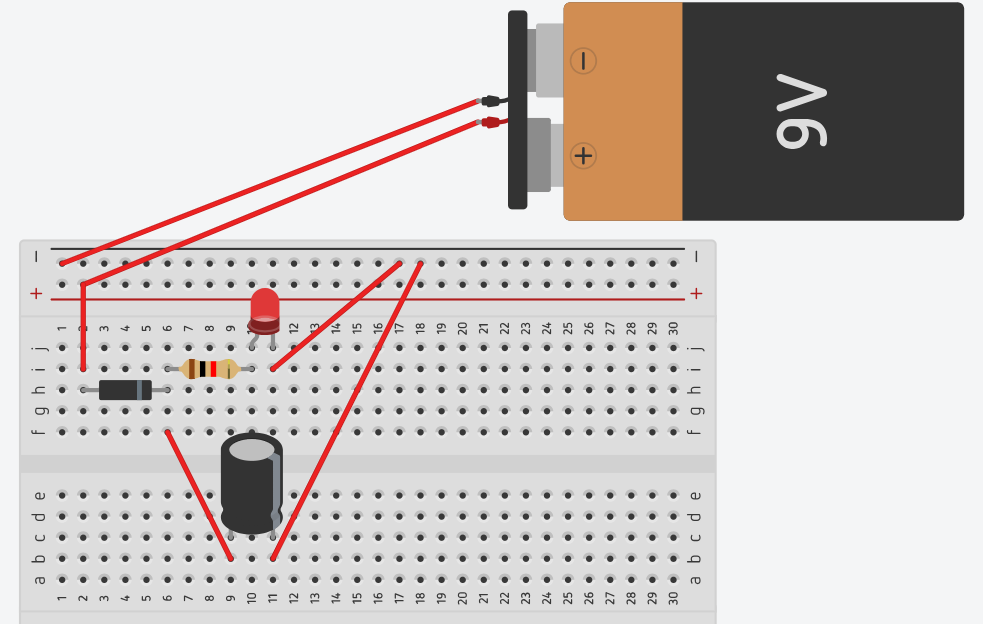 −
9V
+
− −
+ +
1 2 3 4 5 6 7 8 9 12 13 14 15 16 17 18 19 20 21 22 23 24 25 26 27 28 29 30
j j
i i
h h
g g
f f
e e
d d
c c
b b
a a
1 2 3 4 5 6 7 8 9 10 11 12 13 14 15 16 17 18 19 20 21 22 23 24 25 26 27 28 29 30